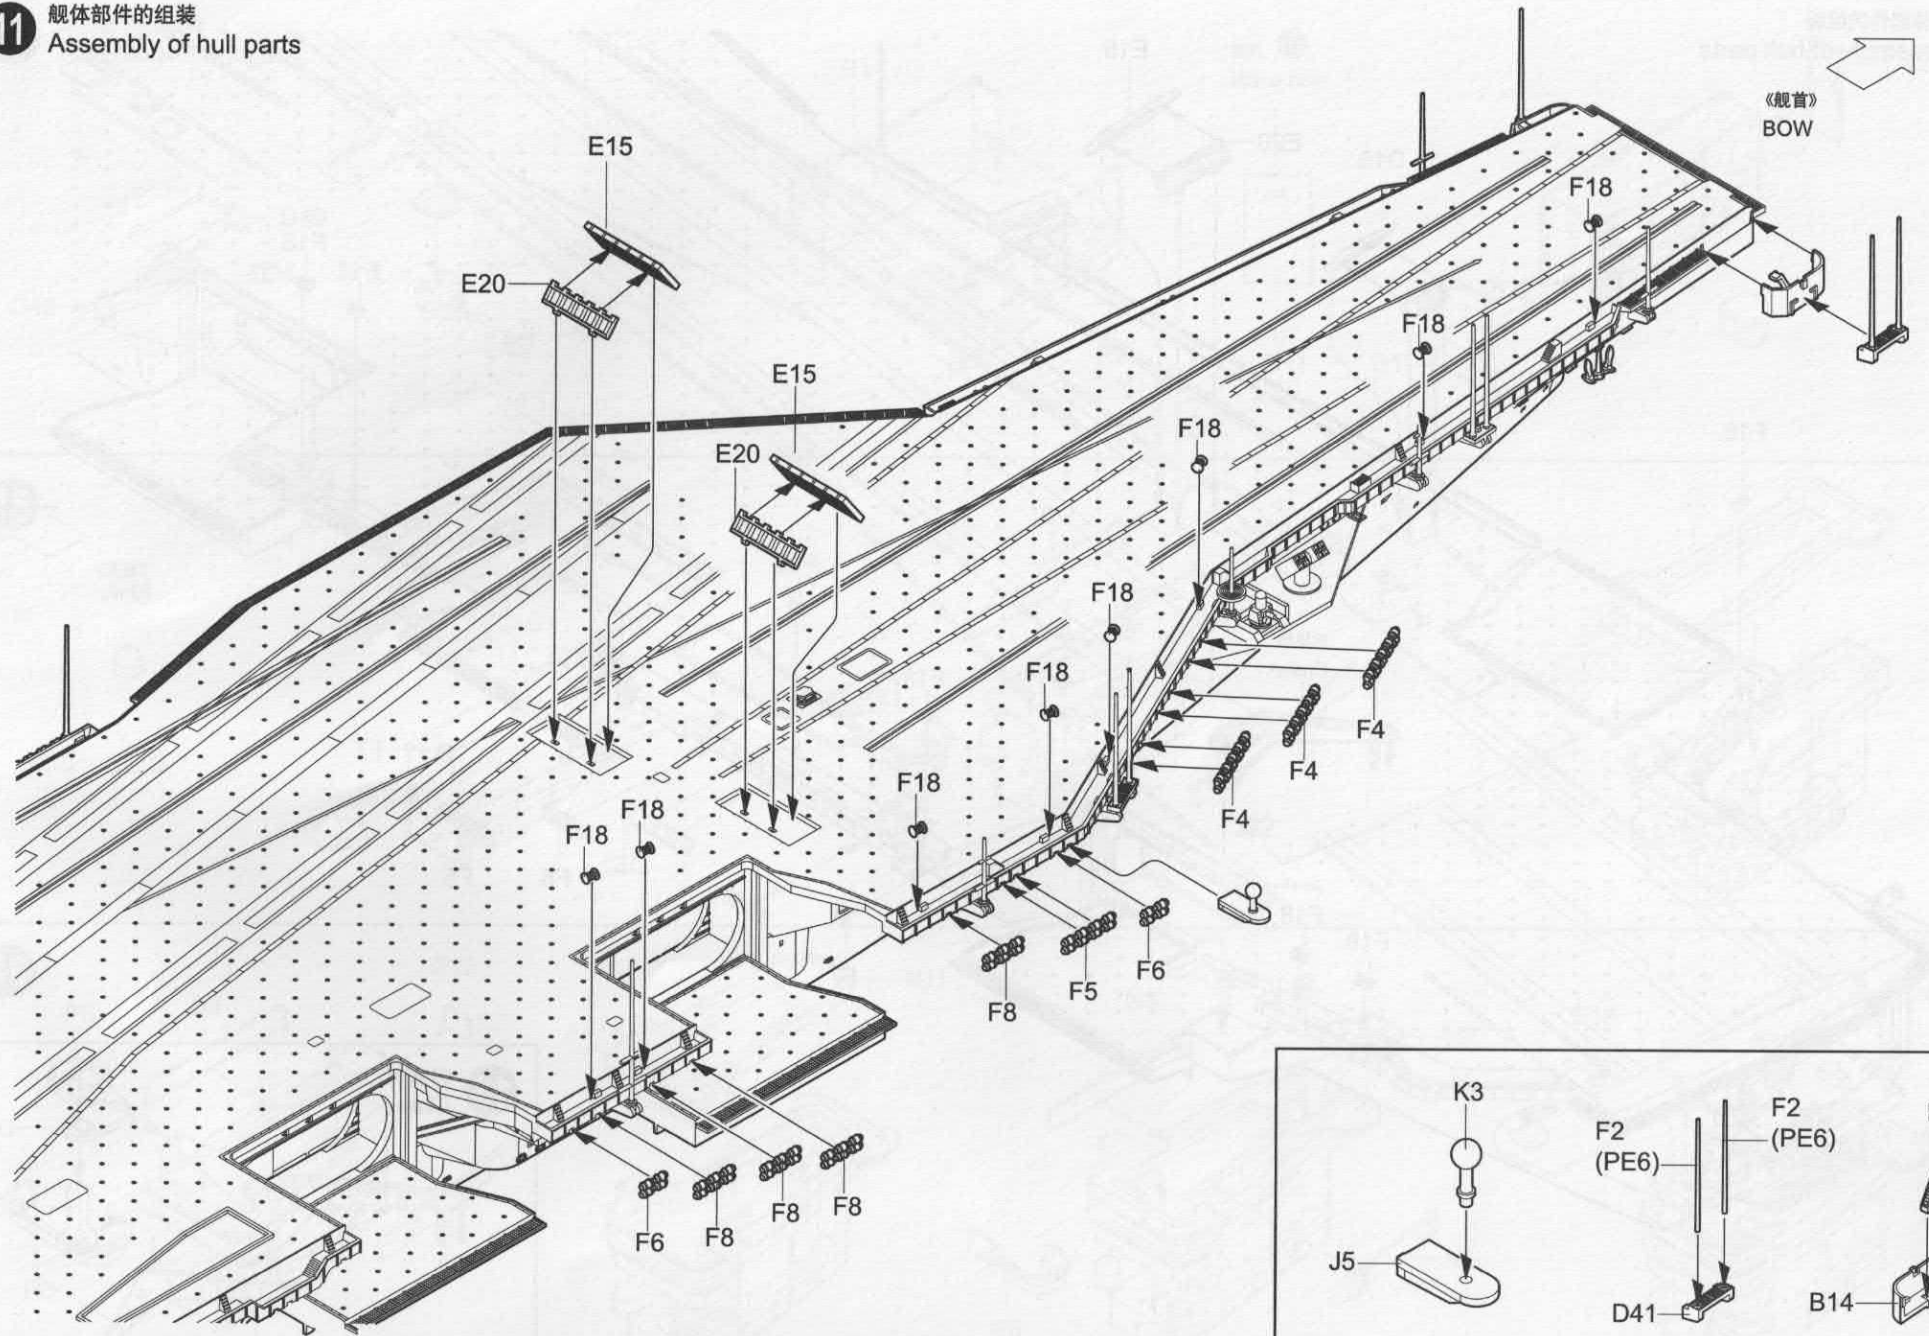 11 舰体部件的组装
Assembly of hull parts
《舰首》
BOW
E15
F18
E20
F18
E15
F18
E20
F18
F18
F4
F4
F18
F4
F18
F18
F6
F5
F8
F8
F8
F8
F6
K3
F2
(PE6)
F2
(PE6)
J5
D41
B14